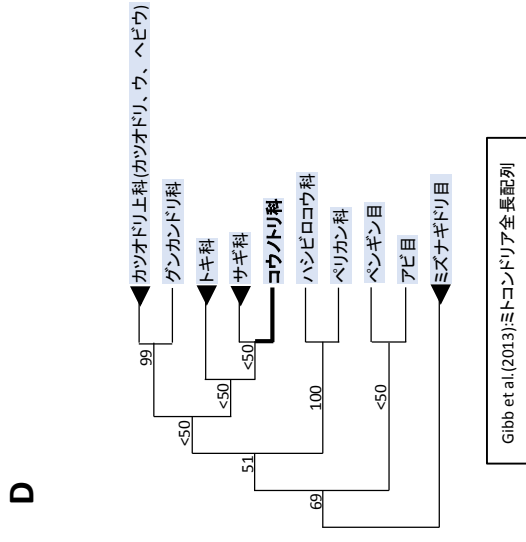 D
カツオドリ上科(カツオドリ、ウ、ヘビウ)
グンカンドリ科
トキ科
サギ科
コウノトリ科
ハシビロコウ科
ペリカン科
ペンギン目
アビ目
ミズナギドリ目
99
<50
<50
<50
51
100
<50
69
Gibb et al.(2013):ミトコンドリア全長配列